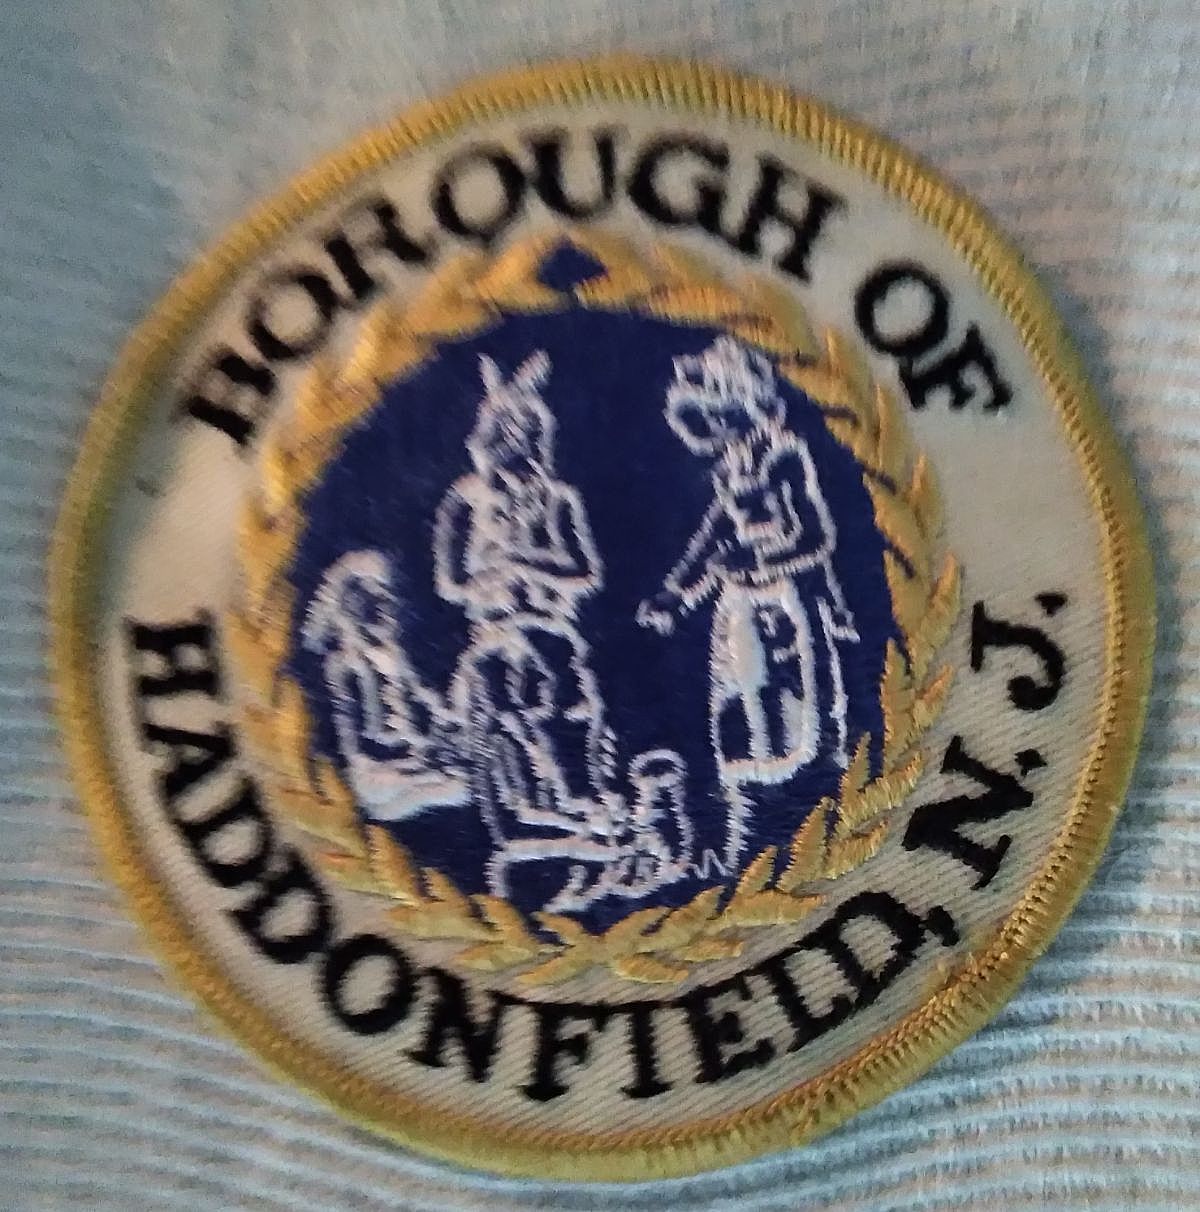 BOROUGH OF
HADDONFIELD, N. J.